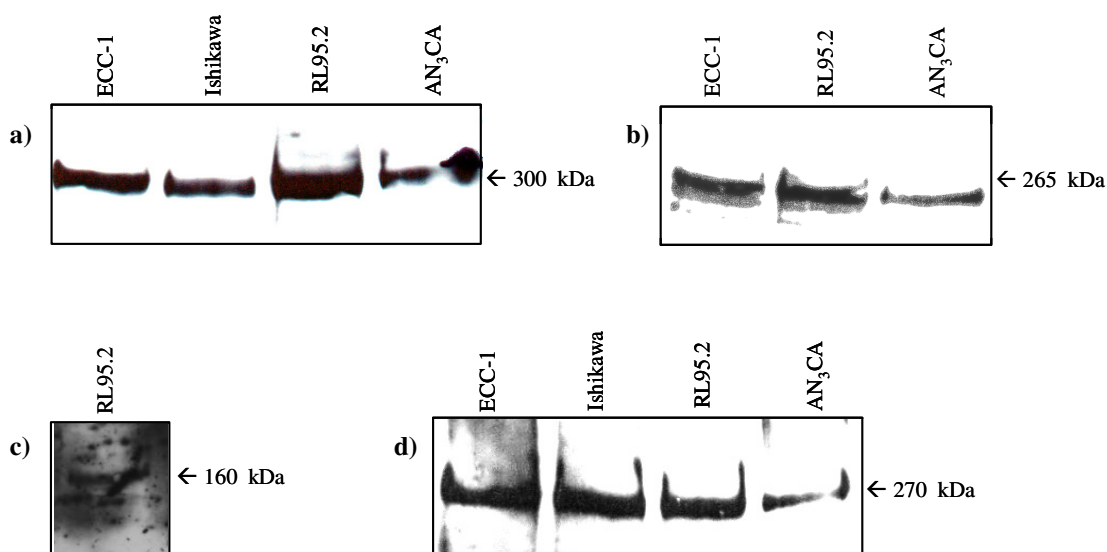 a)
ECC-1
Ishikawa
RL95.2
AN₃CA
← 300 kDa
b)
ECC-1
RL95.2
AN₃CA
← 265 kDa
c)
RL95.2
← 160 kDa
d)
ECC-1
Ishikawa
RL95.2
AN₃CA
← 270 kDa